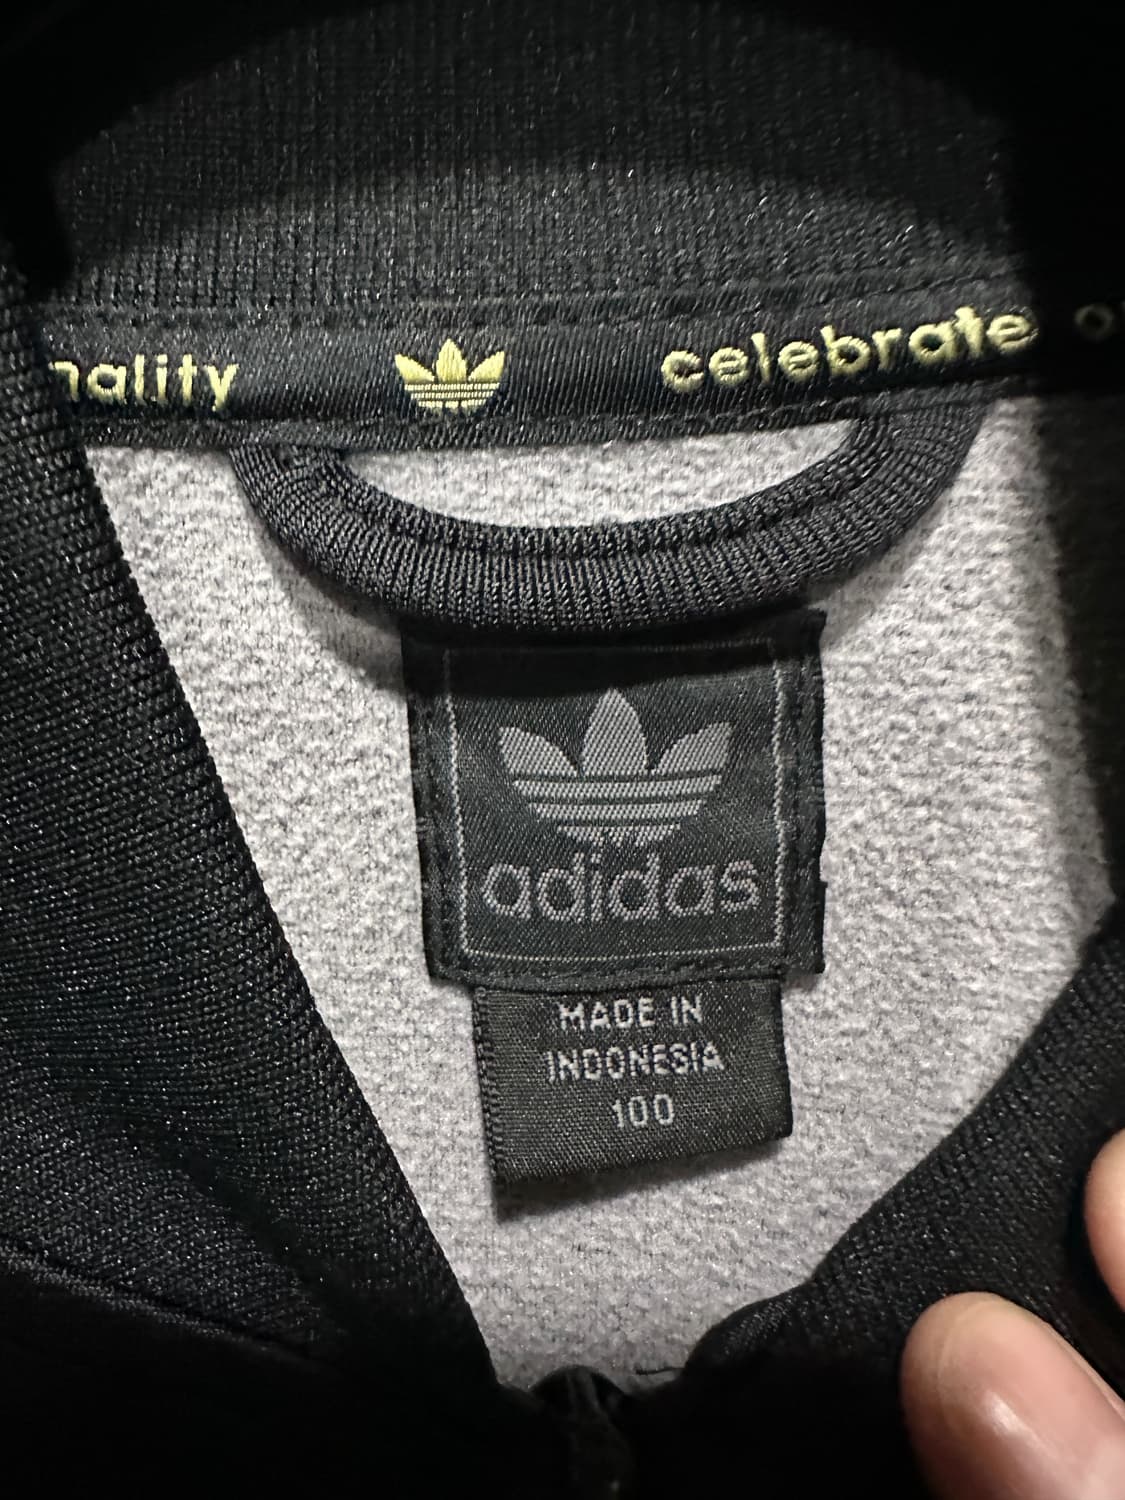 nality celebrate o
adidas
MADE IN
INDONESIA
100